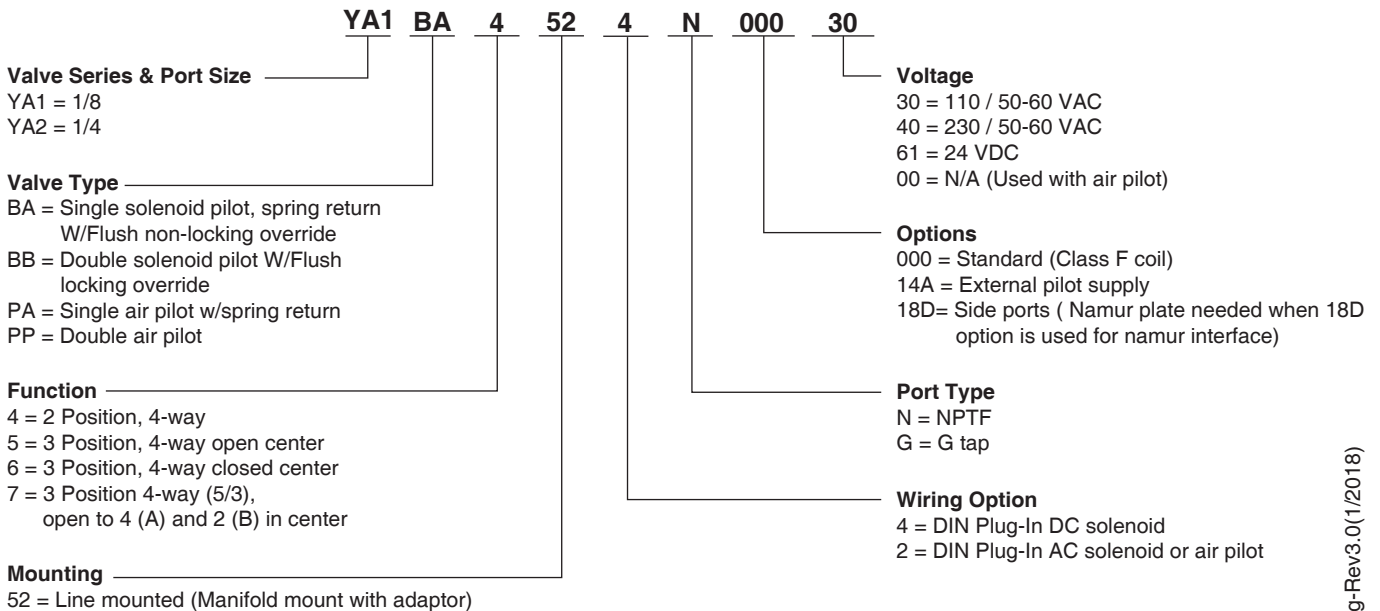 YA1 BA 4 52 4 N 000 30
Valve Series & Port Size
YA1 = 1/8
YA2 = 1/4
Valve Type
BA = Single solenoid pilot, spring return
W/Flush non-locking override
BB = Double solenoid pilot W/Flush
locking override
PA = Single air pilot w/spring return
PP = Double air pilot
Function
4 = 2 Position, 4-way
5 = 3 Position, 4-way open center
6 = 3 Position, 4-way closed center
7 = 3 Position 4-way (5/3),
open to 4 (A) and 2 (B) in center
Mounting
52 = Line mounted (Manifold mount with adaptor)
Voltage
30 = 110 / 50-60 VAC
40 = 230 / 50-60 VAC
61 = 24 VDC
00 = N/A (Used with air pilot)
Options
000 = Standard (Class F coil)
14A = External pilot supply
18D= Side ports ( Namur plate needed when 18D
option is used for namur interface)
Port Type
N = NPTF
G = G tap
Wiring Option
4 = DIN Plug-In DC solenoid
2 = DIN Plug-In AC solenoid or air pilot
g-Rev3.0(1/2018)